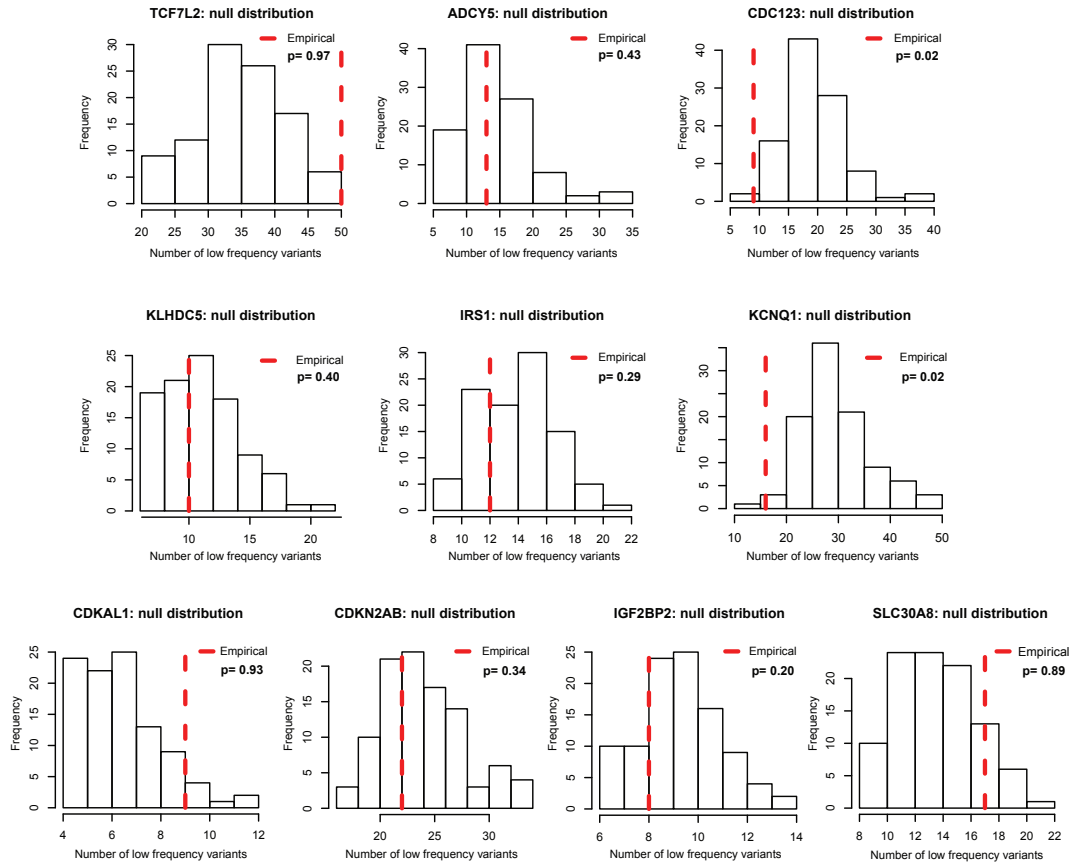 TCF7L2: null distribution
Empirical
p= 0.97
Frequency
0 5 10 15 20 25 30
20 25 30 35 40 45 50
Number of low frequency variants
ADCY5: null distribution
Empirical
p= 0.43
Frequency
0 10 20 30 40
5 10 15 20 25 30 35
Number of low frequency variants
CDC123: null distribution
Empirical
p= 0.02
Frequency
0 10 20 30 40
5 10 15 20 25 30 35 40
Number of low frequency variants
KLHDC5: null distribution
Empirical
p= 0.40
Frequency
0 5 10 15 20 25
10 15 20
Number of low frequency variants
IRS1: null distribution
Empirical
p= 0.29
Frequency
0 5 10 15 20 25 30
8 10 12 14 16 18 20 22
Number of low frequency variants
KCNQ1: null distribution
Empirical
p= 0.02
Frequency
0 5 10 20 30
10 20 30 40 50
Number of low frequency variants
CDKAL1: null distribution
Empirical
p= 0.93
Frequency
0 5 10 15 20 25
4 6 8 10 12
Number of low frequency variants
CDKN2AB: null distribution
Empirical
p= 0.34
Frequency
0 5 10 15 20
20 25 30
Number of low frequency variants
IGF2BP2: null distribution
Empirical
p= 0.20
Frequency
0 5 10 15 20 25
6 8 10 12 14
Number of low frequency variants
SLC30A8: null distribution
Empirical
p= 0.89
Frequency
0 5 10 15 20 25
8 10 12 14 16 18 20 22
Number of low frequency variants